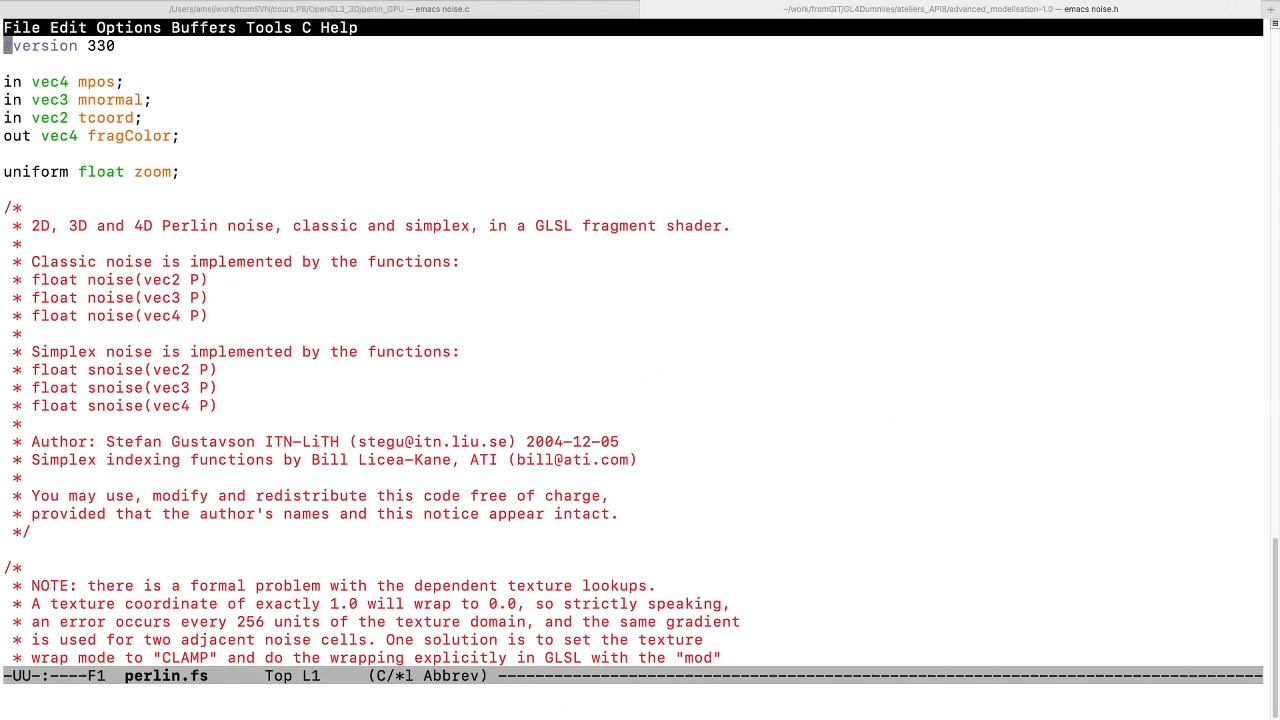 /Users/amsi/work/fromSVN/cours.P8/OpenGL3_3D/perlin_GPU — emacs noise.c
~/work/fromGIT/GL4Dummies/ateliers_API8/advanced_modelisation-1.0 — emacs noise.h
File Edit Options Buffers Tools C Help
#version 330
in vec4 mpos;
in vec3 mnormal;
in vec2 tcoord;
out vec4 fragColor;
uniform float zoom;
/*
* 2D, 3D and 4D Perlin noise, classic and simplex, in a GLSL fragment shader.
*
* Classic noise is implemented by the functions:
* float noise(vec2 P)
* float noise(vec3 P)
* float noise(vec4 P)
*
* Simplex noise is implemented by the functions:
* float snoise(vec2 P)
* float snoise(vec3 P)
* float snoise(vec4 P)
*
* Author: Stefan Gustavson ITN-LiTH (stegu@itn.liu.se) 2004-12-05
* Simplex indexing functions by Bill Licea-Kane, ATI (bill@ati.com)
*
* You may use, modify and redistribute this code free of charge,
* provided that the author's names and this notice appear intact.
*/
/*
* NOTE: there is a formal problem with the dependent texture lookups.
* A texture coordinate of exactly 1.0 will wrap to 0.0, so strictly speaking,
* an error occurs every 256 units of the texture domain, and the same gradient
* is used for two adjacent noise cells. One solution is to set the texture
* wrap mode to "CLAMP" and do the wrapping explicitly in GLSL with the "mod"
-UU-:----F1 perlin.fs Top L1 (C/*l Abbrev) ----------------------------------------------------------------------------------